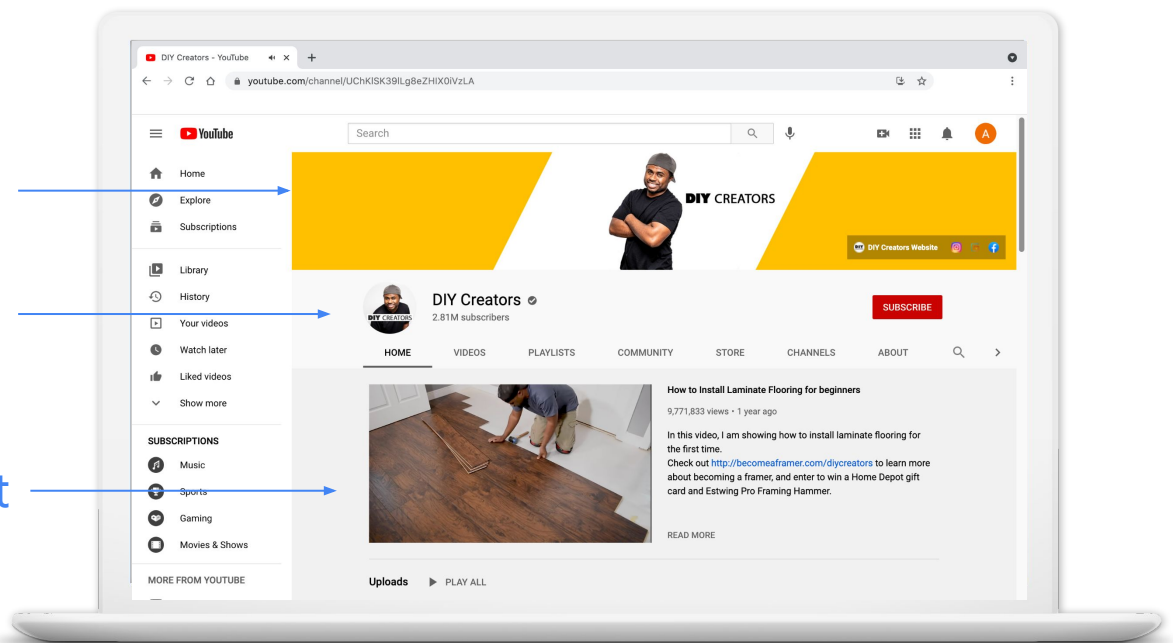 DIY Creators - YouTube
youtube.com/channel/UChKISK39ILg8eZHIX0iVzLA
YouTube
Search
A
Home
Explore
Subscriptions
Library
History
Your videos
Watch later
Liked videos
Show more
SUBSCRIPTIONS
Music
Sports
Gaming
Movies & Shows
MORE FROM YOUTUBE
DIY CREATORS
DIY Creators Website
DIY CREATORS
DIY Creators
2.81M subscribers
SUBSCRIBE
HOME VIDEOS PLAYLISTS COMMUNITY STORE CHANNELS ABOUT
How to Install Laminate Flooring for beginners
9,771,833 views • 1 year ago
In this video, I am showing how to install laminate flooring for
the first time.
Check out http://becomeaframer.com/diycreators to learn more
about becoming a framer, and enter to win a Home Depot gift
card and Estwing Pro Framing Hammer.
READ MORE
Uploads PLAY ALL
t